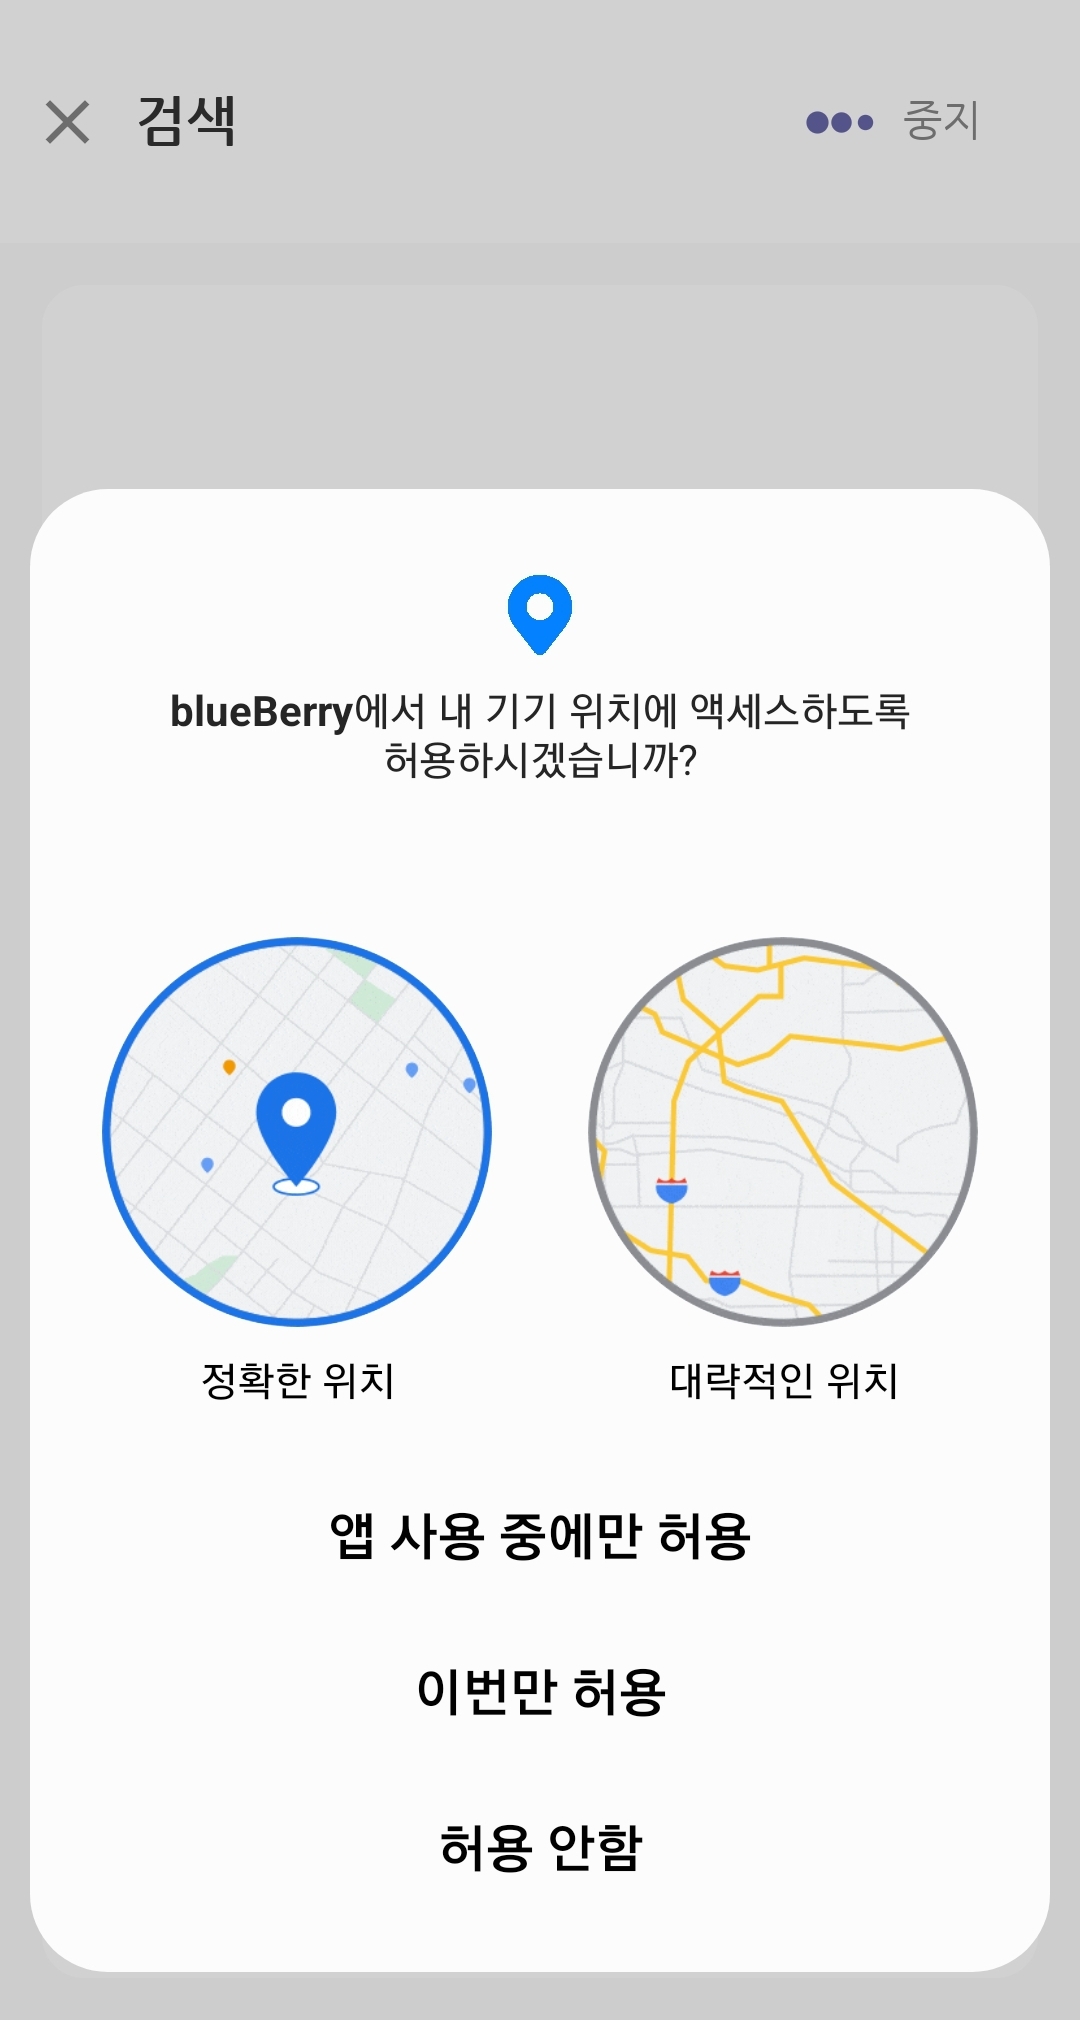 검색
중지
blueBerry에서 내 기기 위치에 액세스하도록
허용하시겠습니까?
정확한 위치
대략적인 위치
앱 사용 중에만 허용
이번만 허용
허용 안함